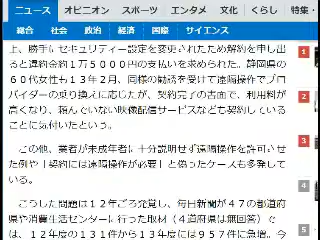 ニュース オピニオン スポーツ エンタメ 文化 くらし 特集・
総合 社会 政治 経済 国際 サイエンス
上、勝手にセキュリティー設定を変更されたため解約を申し出
ると違約金約1万5000円の支払いを求められた。静岡県の
60代女性も13年2月、同様の勧誘を受けて遠隔操作でプロ
バイダーの乗り換えに応じたが、契約完了の書面で、利用料が
高くなり、頼んでいない映像配信サービスなども契約している
ことに気付いたという。
この他、業者が未成年者に十分説明せず遠隔操作を許可させ
た例や「契約には遠隔操作が必要」と偽ったケースも多発して
いる。
こうした問題は12年ごろ発覚し、毎日新聞が47の都道府
県や消費生活センターに行った取材（4道府県は無回答）で
は、12年度の131件から13年度には957件に急増。今
1
2
3
4
5